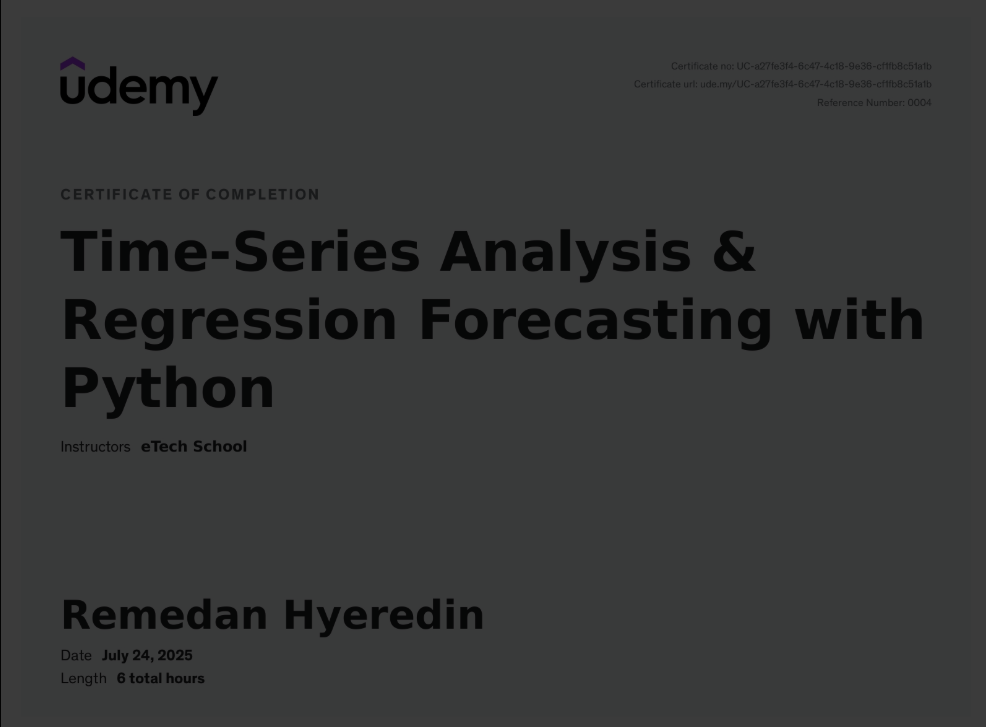 udemy
Certificate no: UC-a27fe3f4-6c47-4c18-9e36-cf1fb8c51a1b
Certificate url: ude.my/UC-a27fe3f4-6c47-4c18-9e36-cf1fb8c51a1b
Reference Number: 0004
CERTIFICATE OF COMPLETION
Time-Series Analysis &
Regression Forecasting with
Python
Instructors eTech School
Remedan Hyeredin
Date July 24, 2025
Length 6 total hours